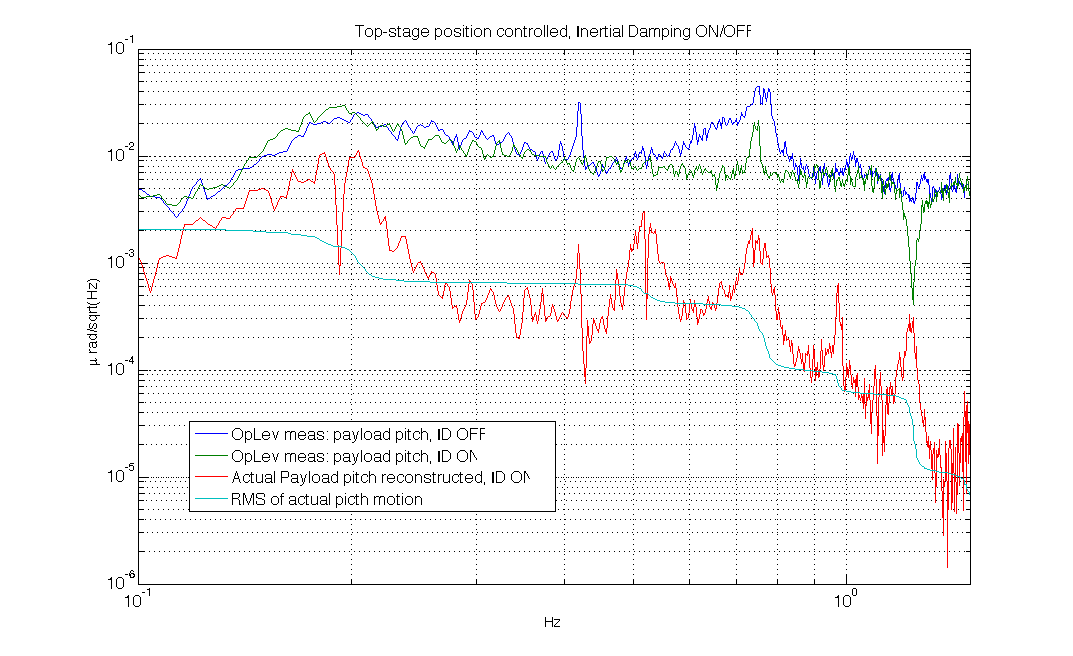 Top-stage position controlled, Inertial Damping ON/OFF
10-1
10-2
10-3
10-4
10-5
10-6
μ rad/sqrt(Hz)
OpLev meas: payload pitch, ID OFF
OpLev meas: payload pitch, ID ON
Actual Payload pitch reconstructed, ID ON
RMS of actual picth motion
10-1
100
Hz